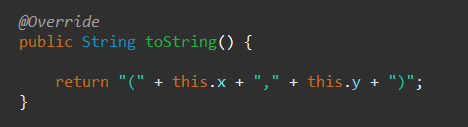 @Override
public String toString() {
return "(" + this.x + "," + this.y + ")";
}